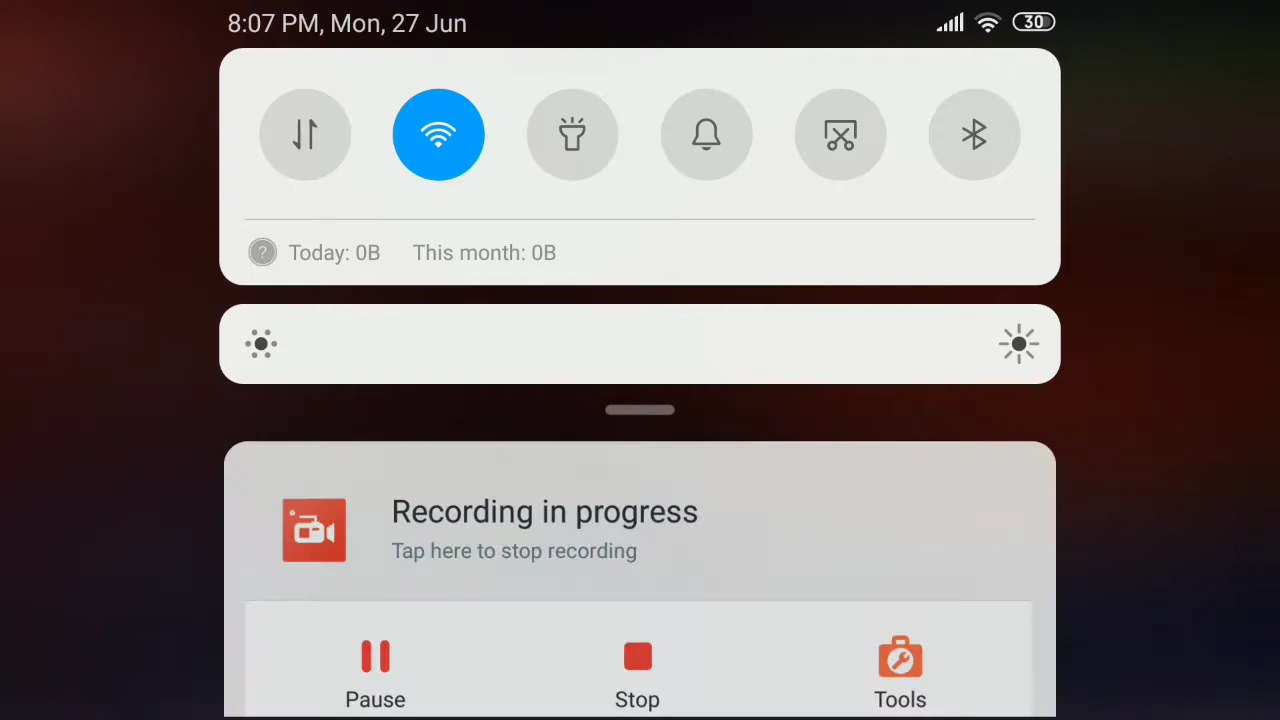 8:07 PM, Mon, 27 Jun 30
? Today: 0B This month: 0B
Recording in progress
Tap here to stop recording
Pause Stop Tools